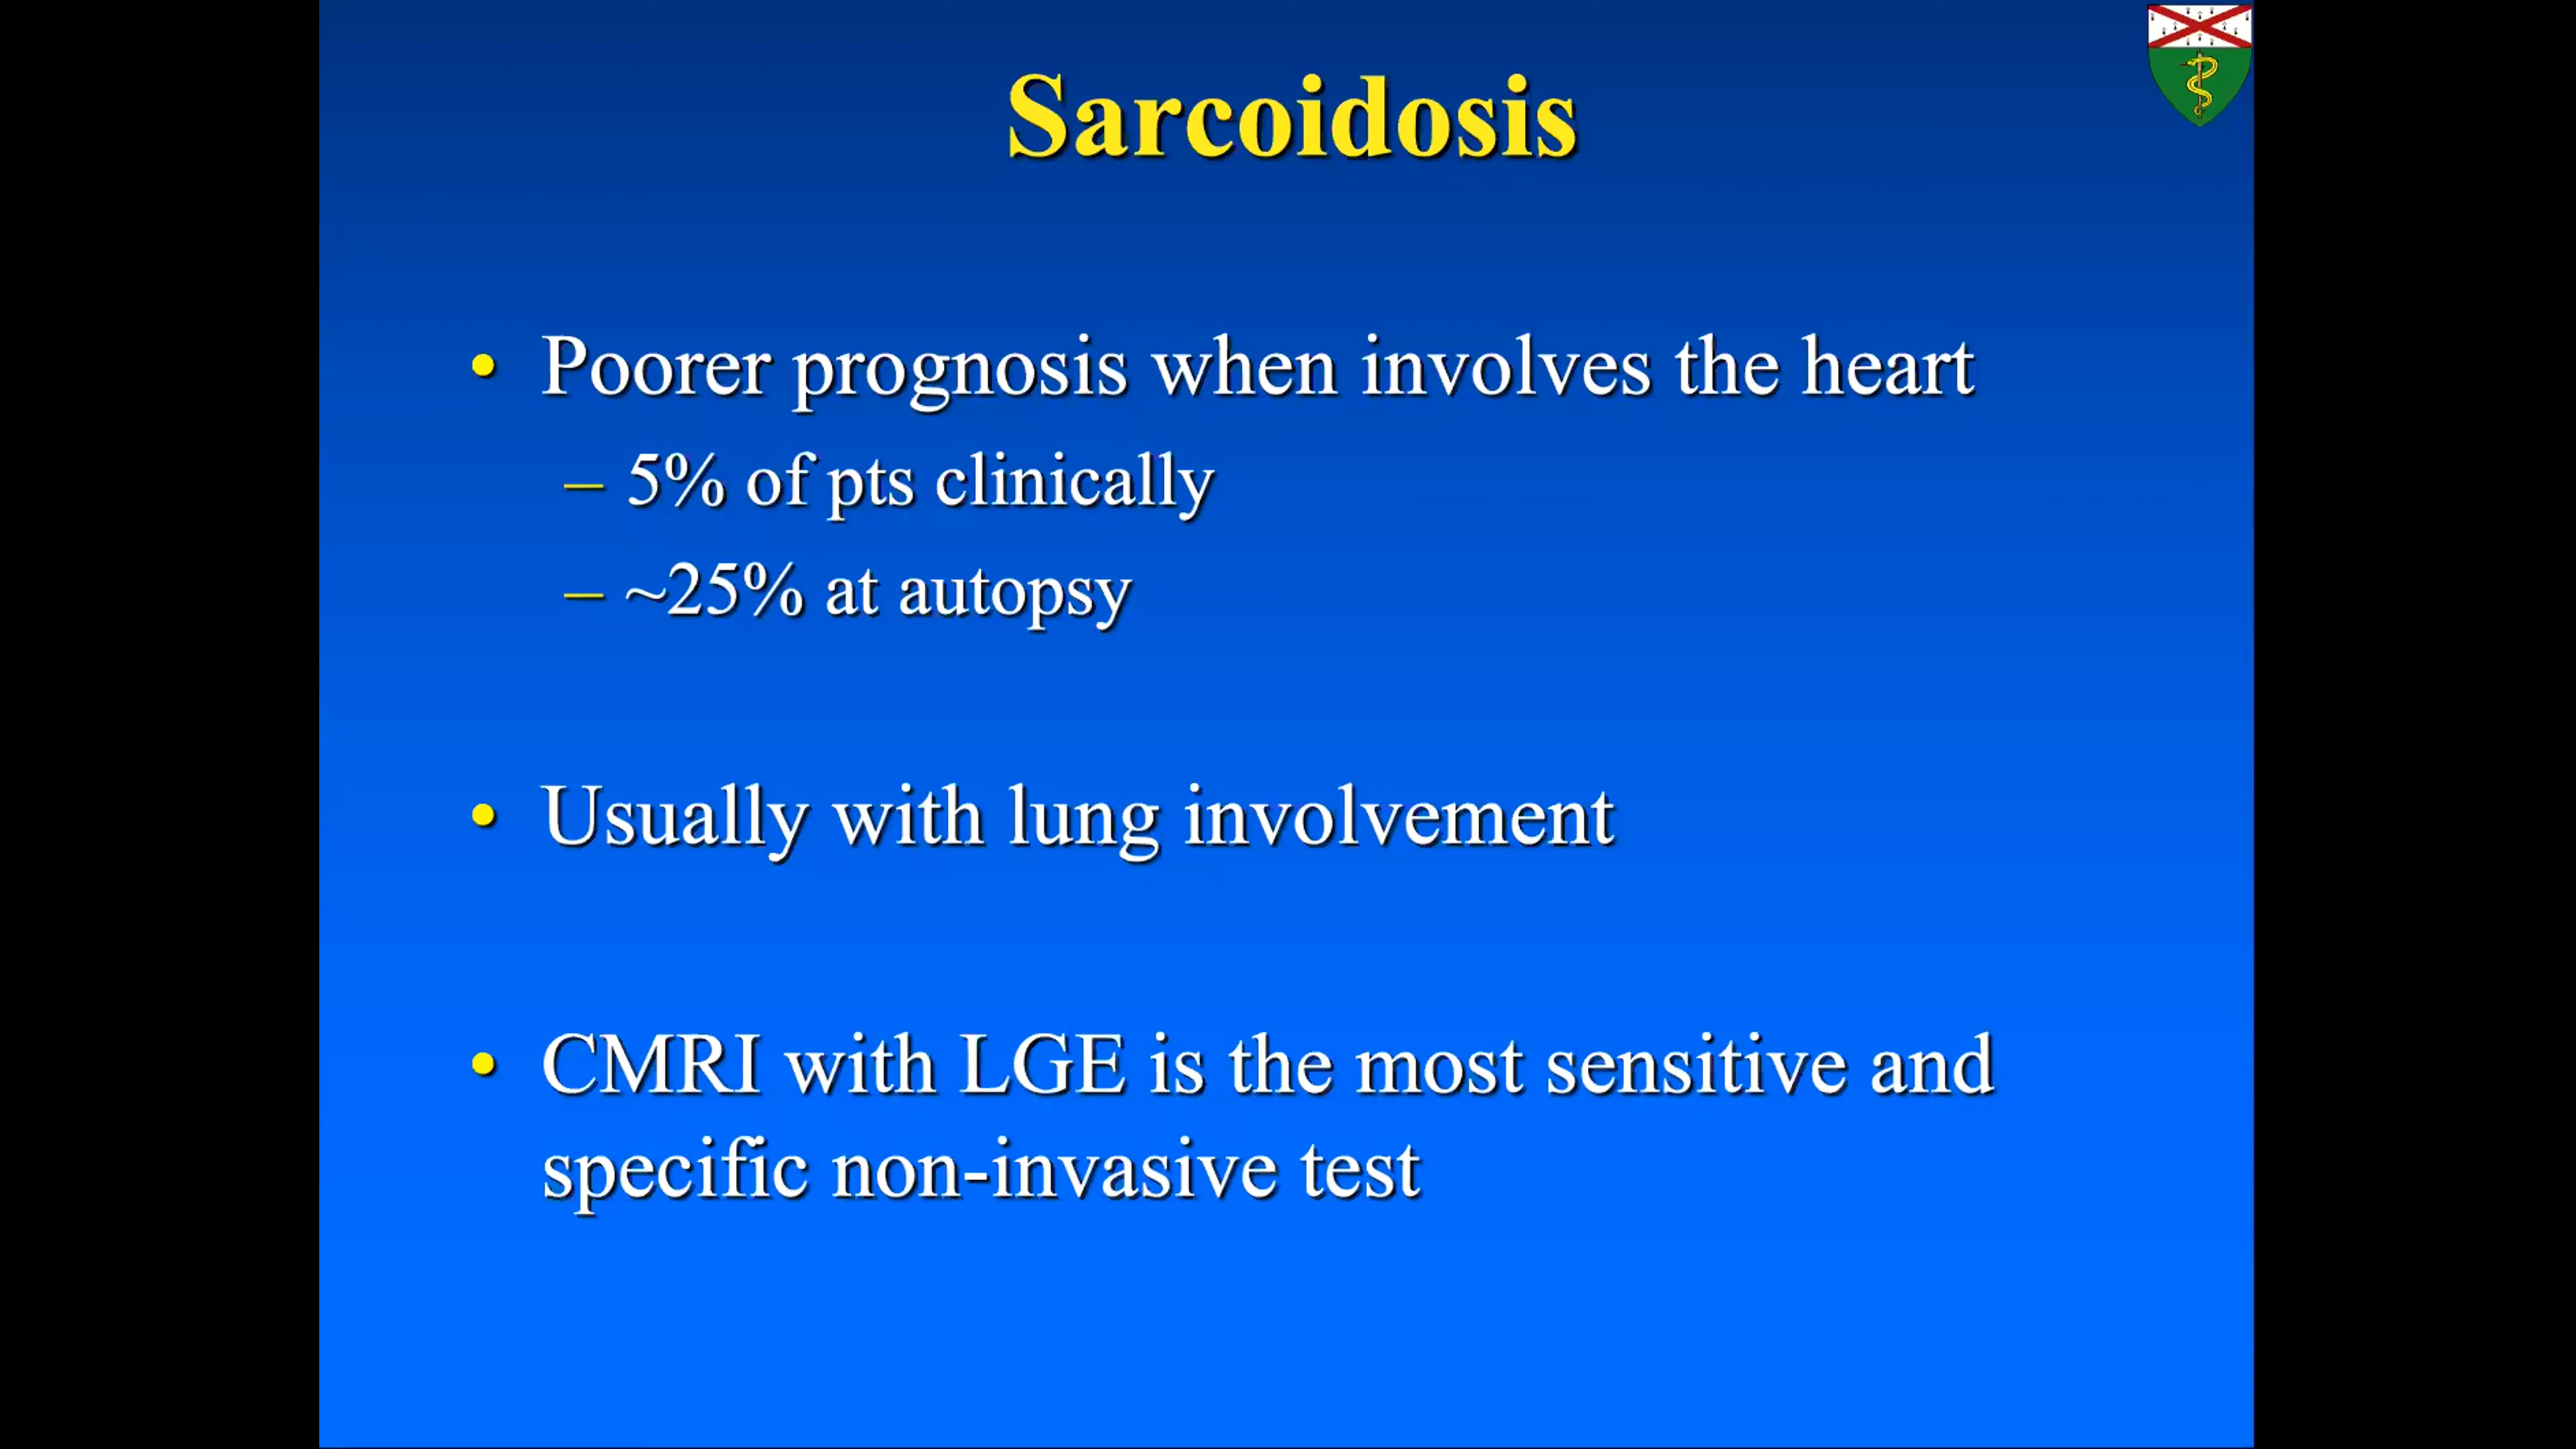 Sarcoidosis
• Poorer prognosis when involves the heart
– 5% of pts clinically
– ~25% at autopsy
• Usually with lung involvement
• CMRI with LGE is the most sensitive and
specific non-invasive test